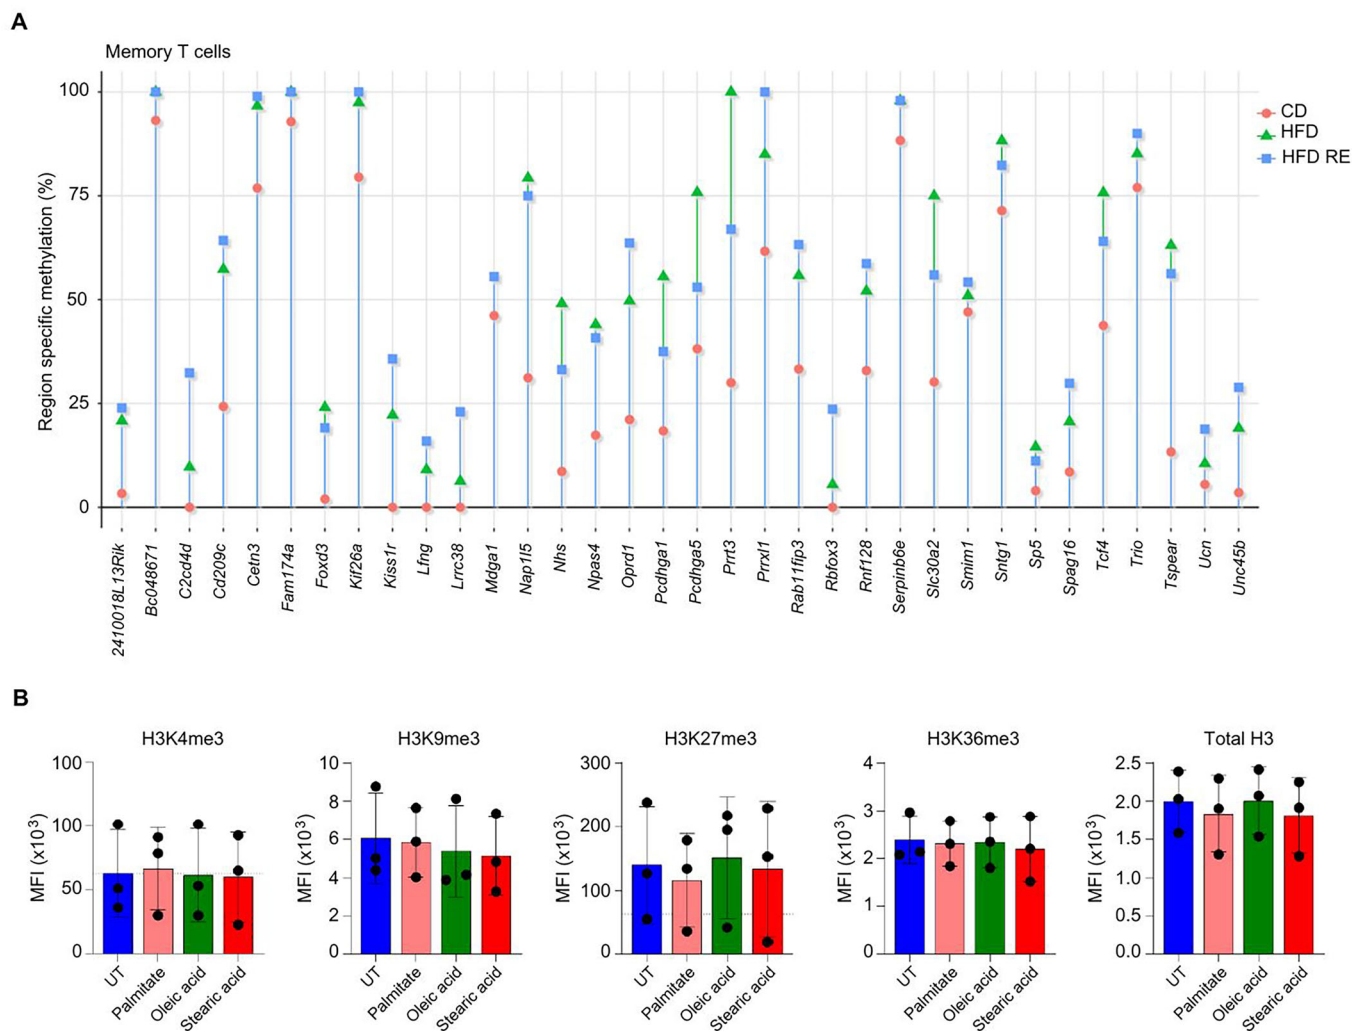 A
Memory T cells
Region specific methylation (%)
100
75
50
25
0
CD
HFD
HFD RE
2410018L13Rik
Bc048671
C2cd4d
Cd209c
Cetn3
Fam174a
Foxd3
Kif26a
Kiss1r
Lfng
Lrrc38
Mdga1
Nap1l5
Nhs
Npas4
Oprd1
Pcdhga1
Pcdhga5
Prrt3
Prrxl1
Rab11fip3
Rbfox3
Rnf128
Serpinb6e
Slc30a2
Smim1
Sntg1
Sp5
Spag16
Tcf4
Trio
Tspear
Ucn
Unc45b
B
H3K4me3
MFI (x10³)
100
100
50
0
UT
Palmitate
Oleic acid
Stearic acid
H3K9me3
MFI (x10³)
10
8
6
4
2
0
UT
Palmitate
Oleic acid
Stearic acid
H3K27me3
MFI (x10³)
300
200
100
0
UT
Palmitate
Oleic acid
Stearic acid
H3K36me3
MFI (x10³)
4
3
2
1
0
UT
Palmitate
Oleic acid
Stearic acid
Total H3
MFI (x10³)
2.5
2.0
1.5
1.0
0.5
0.0
UT
Palmitate
Oleic acid
Stearic acid